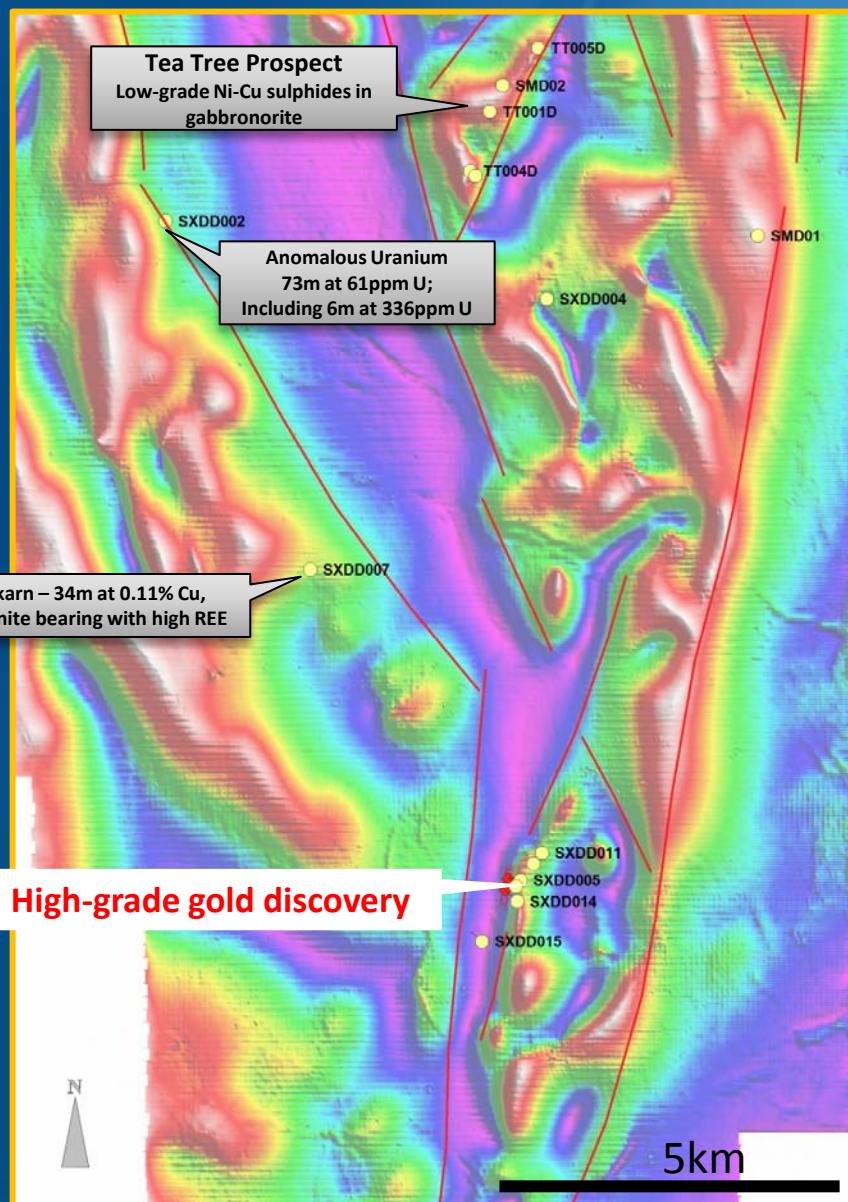 TT005D
Tea Tree Prospect
Low-grade Ni-Cu sulphides in
gabbronorite
SMD02
TT001D
TT004D
SXDD002
SMD01
Anomalous Uranium
73m at 61ppm U;
Including 6m at 336ppm U
SXDD004
SXDD007
karn – 34m at 0.11% Cu,
nite bearing with high REE
SXDD011
SXDD005
High-grade gold discovery
SXDD014
SXDD015
N
5km